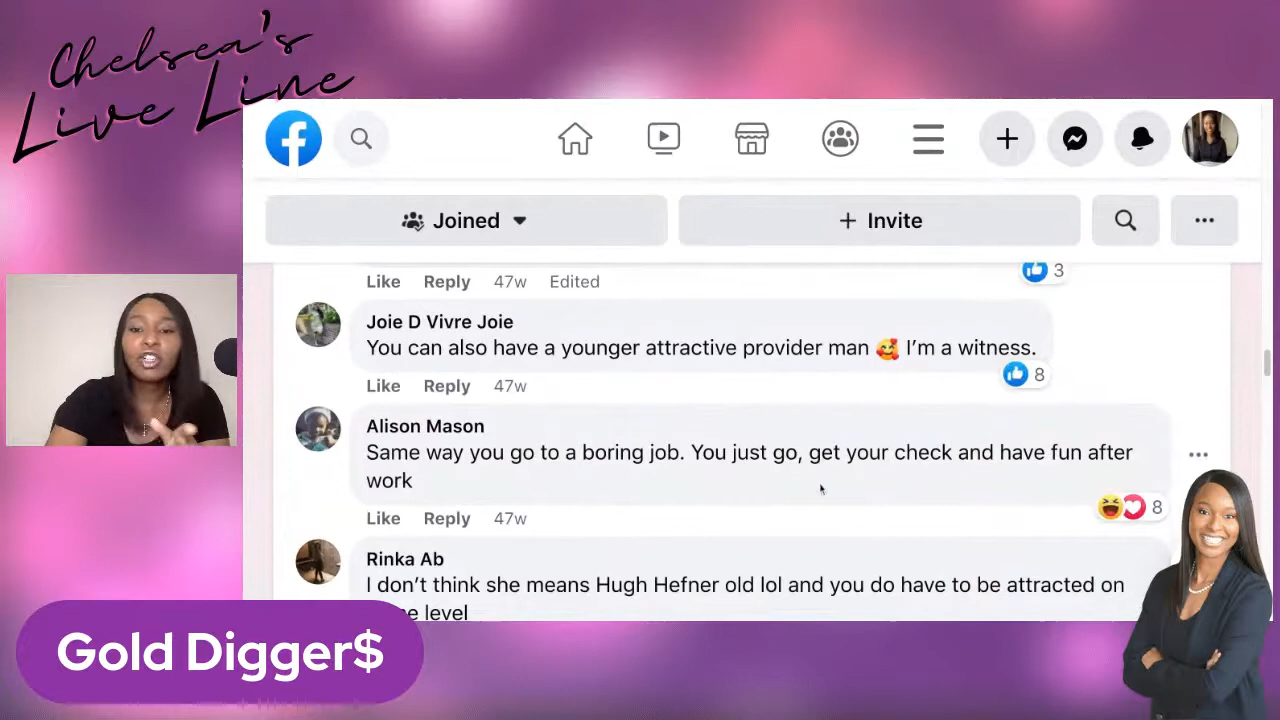 Chelsea's
Live Line
Joined
+ Invite
Like Reply 47w Edited
3
Joie D Vivre Joie
You can also have a younger attractive provider man 🥰 I'm a witness.
8
Like Reply 47w
Alison Mason
Same way you go to a boring job. You just go, get your check and have fun after
work
8
Like Reply 47w
Rinka Ab
I don't think she means Hugh Hefner old lol and you do have to be attracted on
level
Gold Digger$